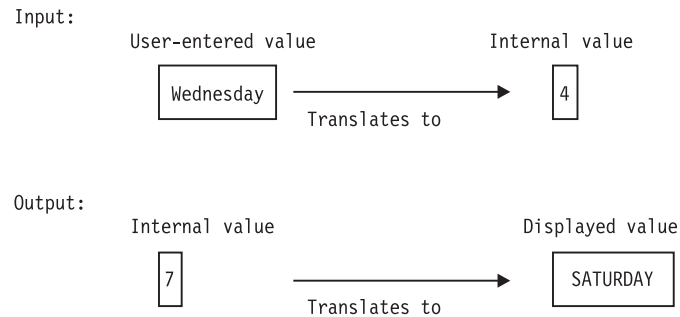 Input:
User-entered value Internal value
Wednesday 4
Translates to
Output:
Internal value Displayed value
7 SATURDAY
Translates to